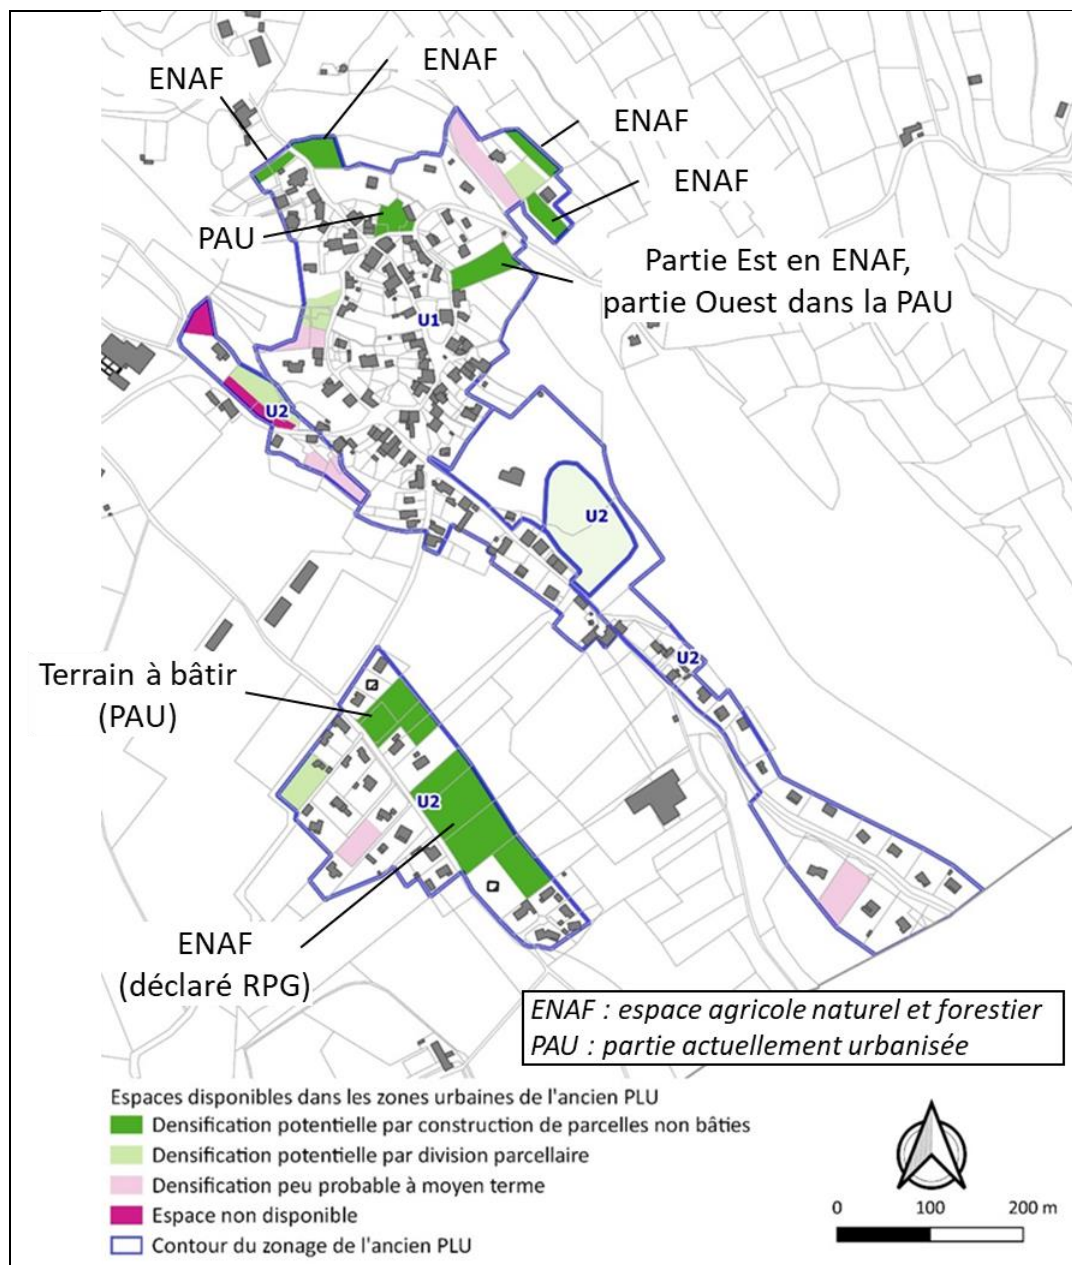 ENAF
ENAF
ENAF
ENAF
PAU
Partie Est en ENAF,
partie Ouest dans la PAU
U1
U2
U2
Terrain à bâtir
(PAU)
U2
U2
ENAF
(déclaré RPG)
ENAF : espace agricole naturel et forestier
PAU : partie actuellement urbanisée
Espaces disponibles dans les zones urbaines de l'ancien PLU
Densification potentielle par construction de parcelles non bâties
Densification potentielle par division parcellaire
Densification peu probable à moyen terme
Espace non disponible
Contour du zonage de l'ancien PLU
0 100 200 m